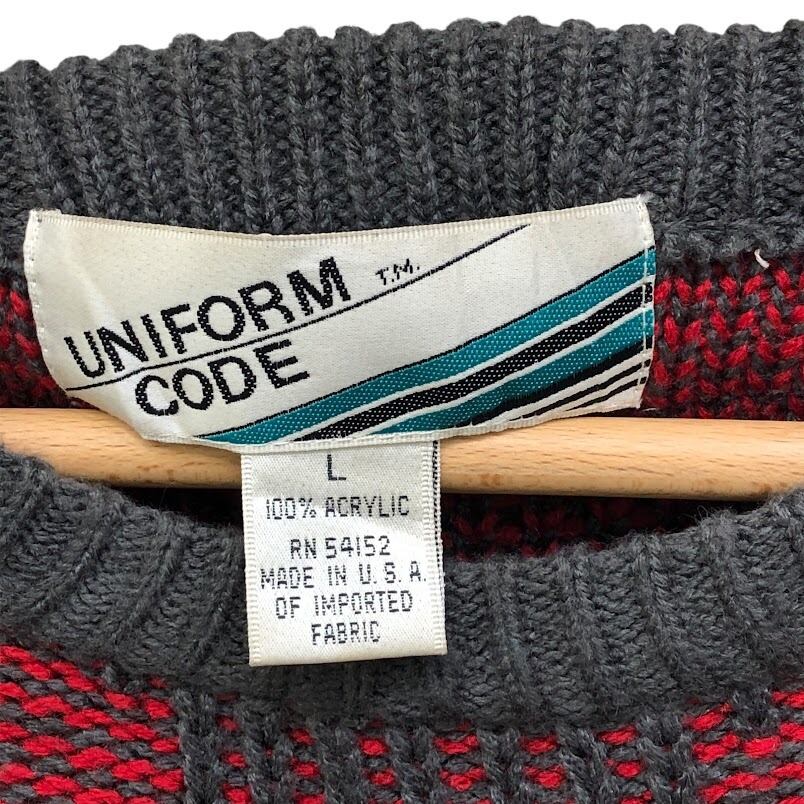 UNIFORM T.M.
CODE
L
100% ACRYLIC
RN 54152
MADE IN U.S.A.
OF IMPORTED
FABRIC